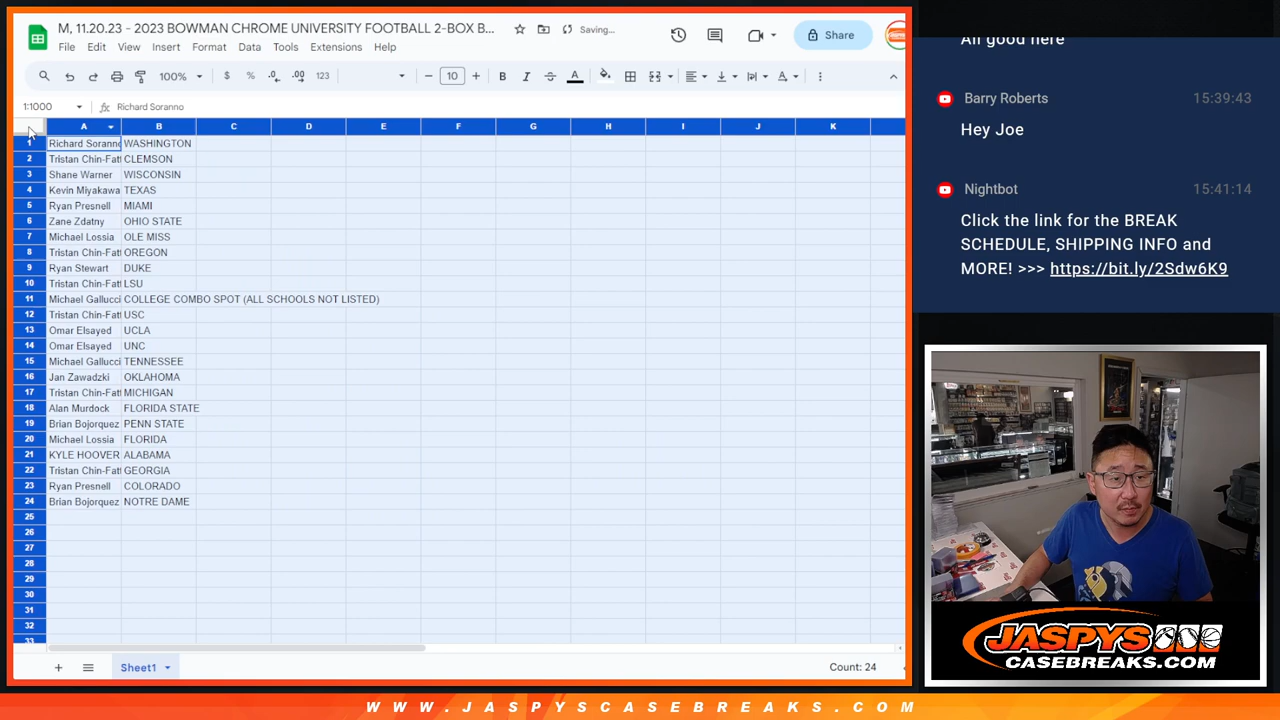 M, 11.20.23 - 2023 BOWMAN CHROME UNIVERSITY FOOTBALL 2-BOX B...
Saving...
Share
File Edit View Insert Format Data Tools Extensions Help
100% $ % .0 .00 123 10 B I A
1:1000 fx Richard Soranno
A B C D E F G H I J K
1 Richard Soranno WASHINGTON
2 Tristan Chin-Fat CLEMSON
3 Shane Warner WISCONSIN
4 Kevin Miyakawa TEXAS
5 Ryan Presnell MIAMI
6 Zane Zdatny OHIO STATE
7 Michael Lossia OLE MISS
8 Tristan Chin-Fat OREGON
9 Ryan Stewart DUKE
10 Tristan Chin-Fat LSU
11 Michael Gallucci COLLEGE COMBO SPOT (ALL SCHOOLS NOT LISTED)
12 Tristan Chin-Fat USC
13 Omar Elsayed UCLA
14 Omar Elsayed UNC
15 Michael Gallucci TENNESSEE
16 Jan Zawadzki OKLAHOMA
17 Tristan Chin-Fat MICHIGAN
18 Alan Murdock FLORIDA STATE
19 Brian Bojorquez PENN STATE
20 Michael Lossia FLORIDA
21 KYLE HOOVER ALABAMA
22 Tristan Chin-Fat GEORGIA
23 Ryan Presnell COLORADO
24 Brian Bojorquez NOTRE DAME
25
26
27
28
29
30
31
32
33
Sheet1
Count: 24
All good here
Barry Roberts 15:39:43
Hey Joe
Nightbot 15:41:14
Click the link for the BREAK
SCHEDULE, SHIPPING INFO and
MORE! >>> https://bit.ly/2Sdw6K9
JASPYS
CASEBREAKS.COM
WWW.JASPYSCASEBREAKS.COM